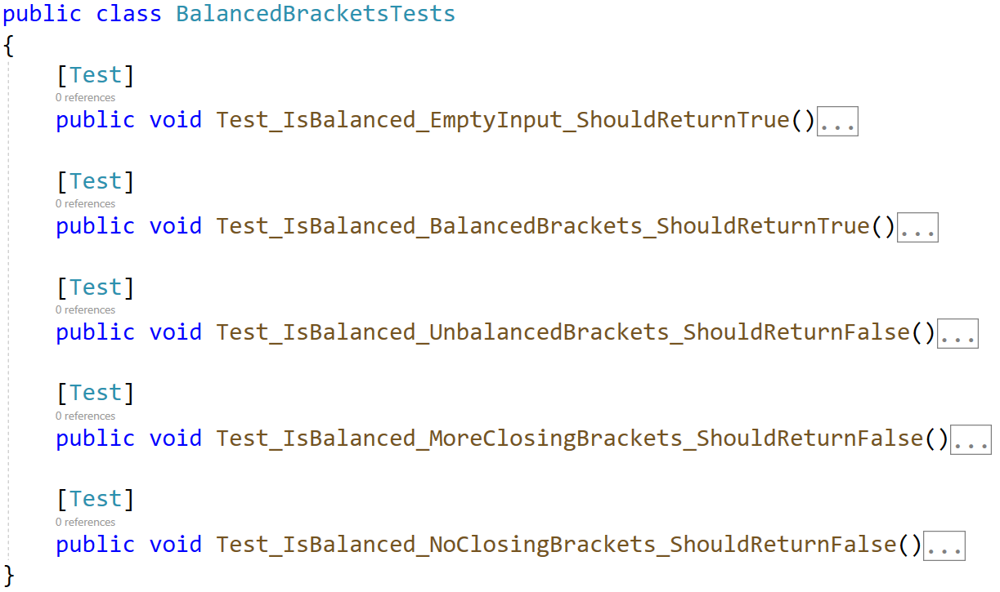 public class BalancedBracketsTests
{
[Test]
0 references
public void Test_IsBalanced_EmptyInput_ShouldReturnTrue()...
[Test]
0 references
public void Test_IsBalanced_BalancedBrackets_ShouldReturnTrue()...
[Test]
0 references
public void Test_IsBalanced_UnbalancedBrackets_ShouldReturnFalse()...
[Test]
0 references
public void Test_IsBalanced_MoreClosingBrackets_ShouldReturnFalse()...
[Test]
0 references
public void Test_IsBalanced_NoClosingBrackets_ShouldReturnFalse()...
}